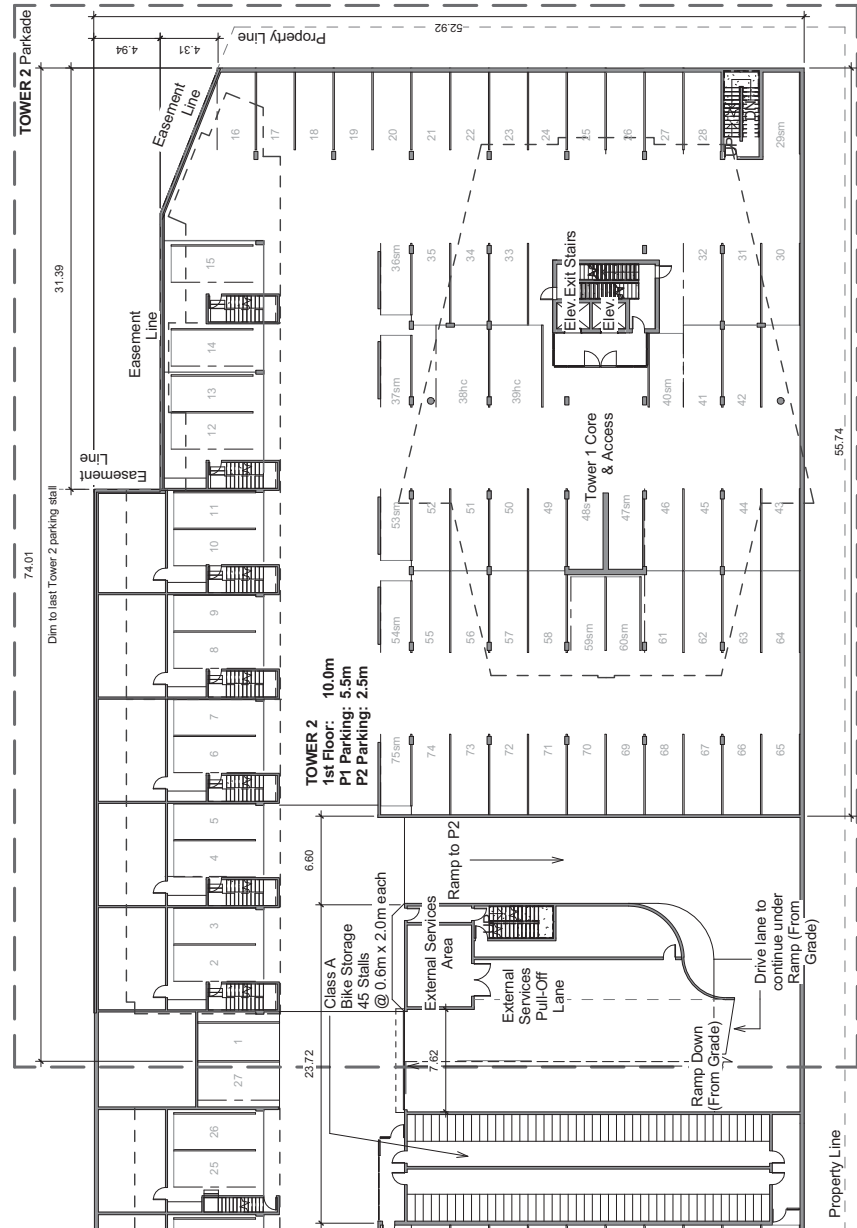 TOWER 2 Parkade
4.94
4.31
Property Line
52.92
Easement
Line
31.39
Easement
Line
Easement
Line
74.01
Dim to last Tower 2 parking stall
55.74
16
17
18
19
20
21
22
23
24
25
26
27
28
29sm
UP
DN
15
14
13
12
11
10
9
8
7
6
5
4
3
2
1
27
26
25
36sm
35
34
33
32
31
30
Exit Stairs
Elev.
Elev.
37sm
38hc
39hc
40sm
41
42
Tower 1 Core
& Access
53sm
52
51
50
49
48s
47sm
46
45
44
43
54sm
55
56
57
58
59sm
60sm
61
62
63
64
75sm
74
73
72
71
70
69
68
67
66
65
TOWER 2
1st Floor: 10.0m
P1 Parking: 5.5m
P2 Parking: 2.5m
6.60
Ramp to P2
Class A
Bike Storage
45 Stalls
@ 0.6m x 2.0m each
External Services
Area
External
Services
Pull-Off
Lane
Drive lane to
continue under
Ramp (From
Grade)
Ramp Down
(From Grade)
23.72
7.62
Property Line